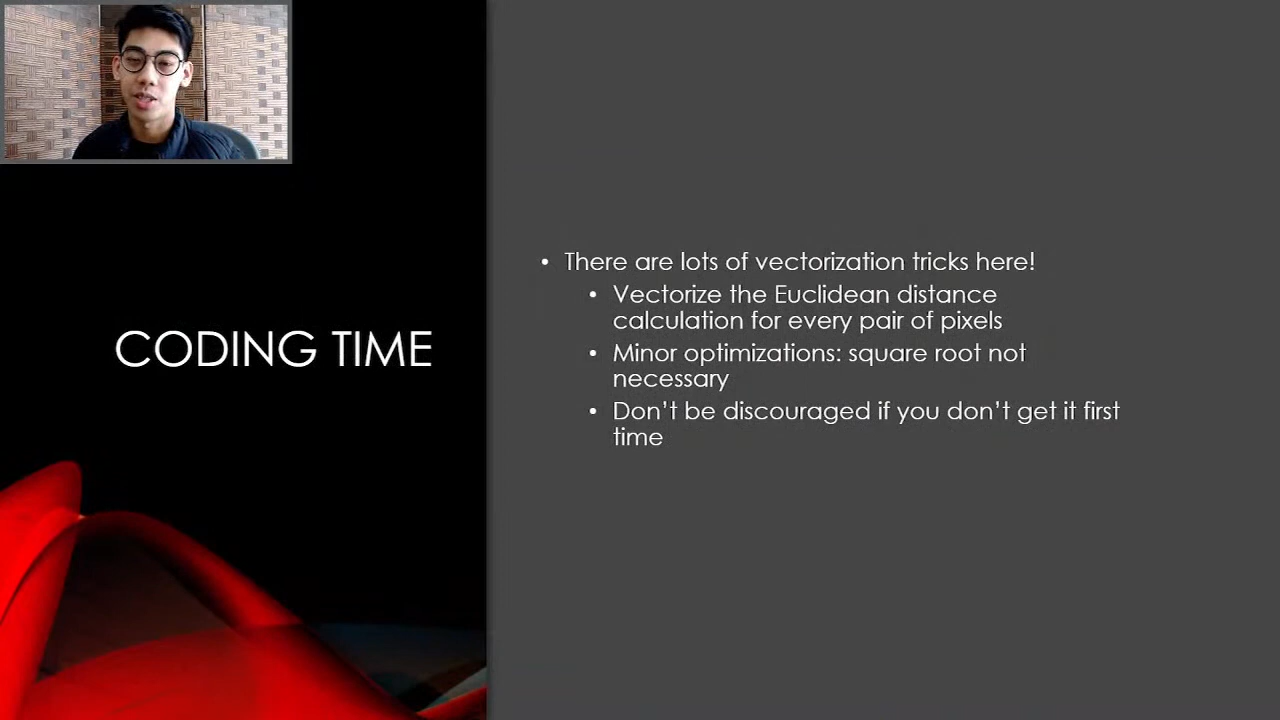 CODING TIME
• There are lots of vectorization tricks here!
• Vectorize the Euclidean distance
calculation for every pair of pixels
• Minor optimizations: square root not
necessary
• Don’t be discouraged if you don’t get it first
time